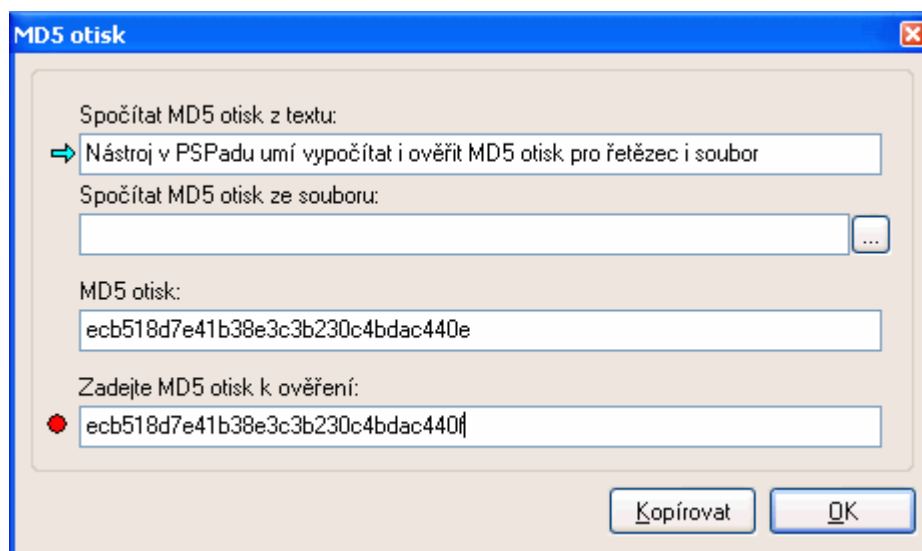 MD5 otisk
Spočítat MD5 otisk z textu:
Nástroj v PSPadu umí vypočítat i ověřit MD5 otisk pro řetězec i soubor
Spočítat MD5 otisk ze souboru:
...
MD5 otisk:
ecb518d7e41b38e3c3b230c4bdac440e
Zadejte MD5 otisk k ověření:
ecb518d7e41b38e3c3b230c4bdac440f
Kopírovat
OK